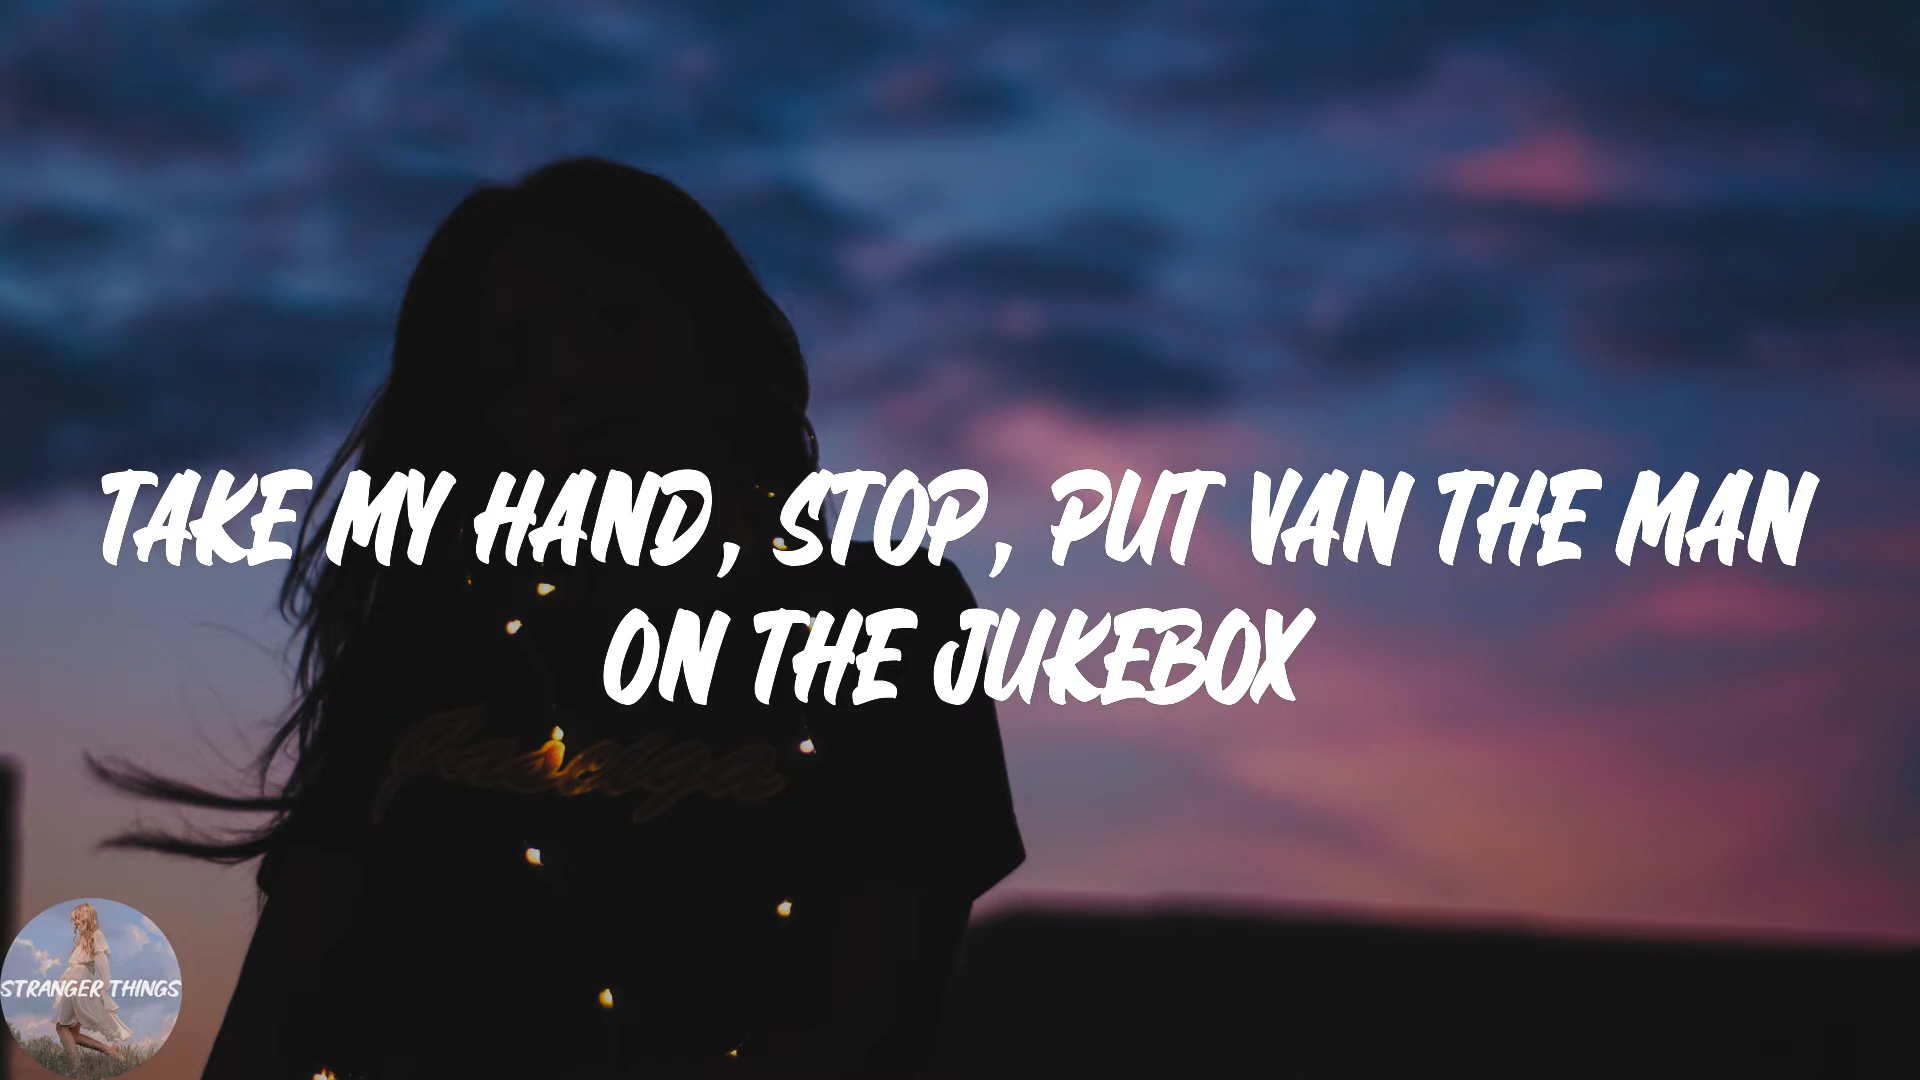 TAKE MY HAND, STOP, PUT VAN THE MAN
ON THE JUKEBOX
STRANGER THINGS